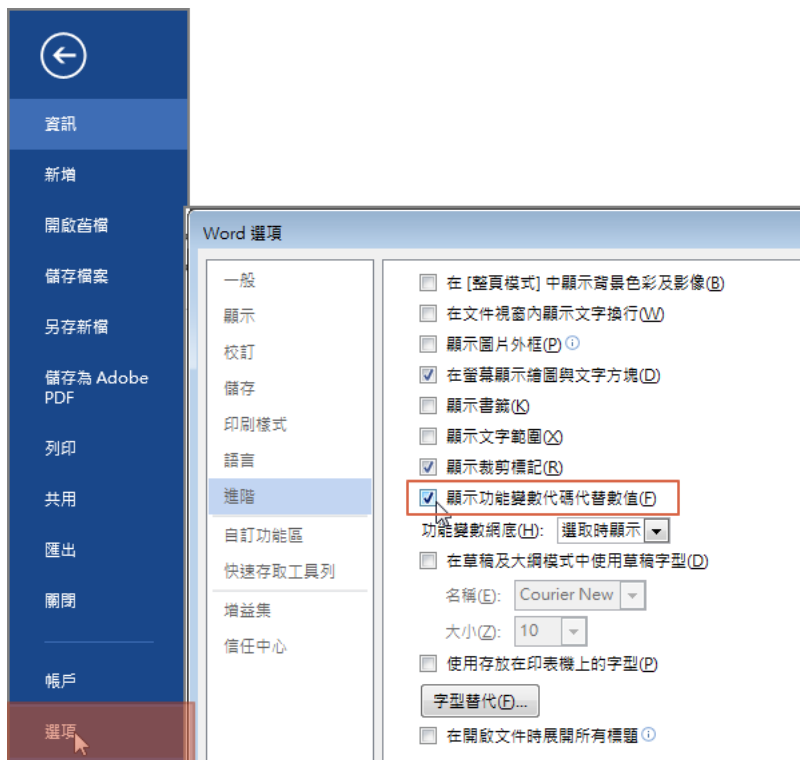 資訊
新增
開啟舊檔
儲存檔案
另存新檔
儲存為 Adobe
PDF
列印
共用
匯出
關閉
帳戶
選項
Word 選項
一般
顯示
校訂
儲存
印刷樣式
語言
進階
自訂功能區
快速存取工具列
增益集
信任中心
在 [整頁模式] 中顯示背景色彩及影像(B)
在文件視窗內顯示文字換行(W)
顯示圖片外框(P)
在螢幕顯示繪圖與文字方塊(D)
顯示書籤(K)
顯示文字範圍(X)
顯示裁剪標記(R)
顯示功能變數代碼代替數值(F)
功能變數網底(H): 選取時顯示
在草稿及大綱模式中使用草稿字型(D)
名稱(E): Courier New
大小(Z): 10
使用存放在印表機上的字型(P)
字型替代(F)...
在開啟文件時展開所有標題